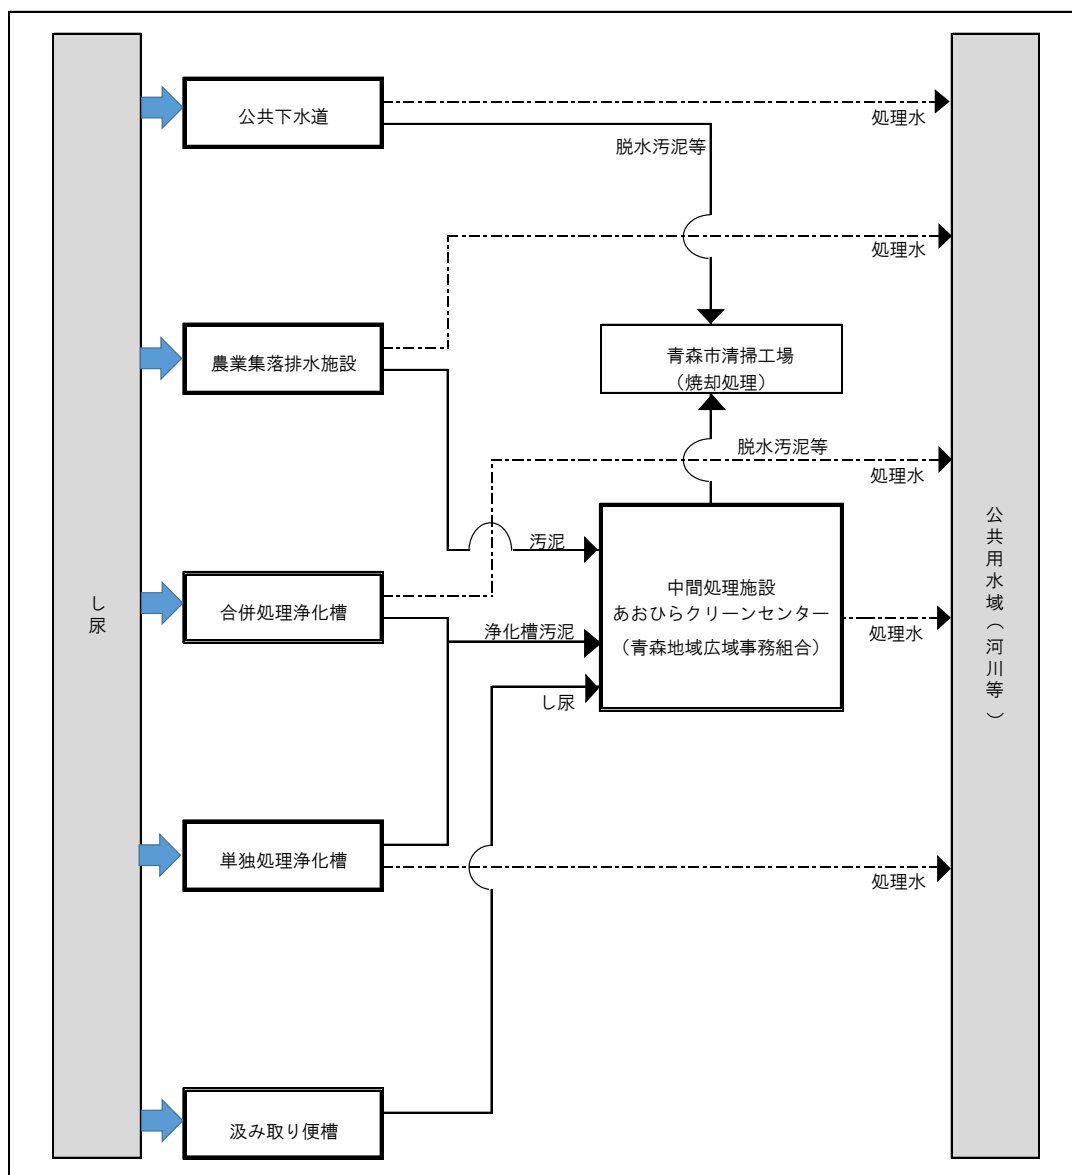 し尿
公共下水道
処理水
脱水汚泥等
処理水
農業集落排水施設
青森市清掃工場
（焼却処理）
脱水汚泥等
処理水
汚泥
合併処理浄化槽
浄化槽汚泥
し尿
中間処理施設
あおひらクリーンセンター
（青森地域広域事務組合）
処理水
単独処理浄化槽
処理水
汲み取り便槽
公共用水域（河川等）